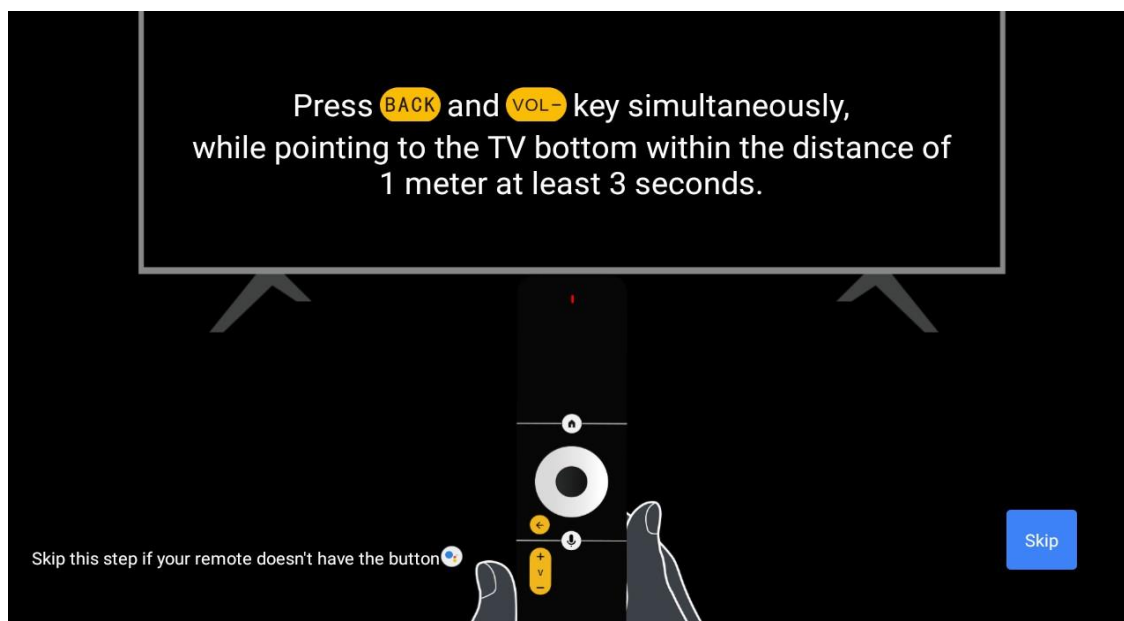 Press BACK and VOL- key simultaneously,
while pointing to the TV bottom within the distance of
1 meter at least 3 seconds.
+
v
-
Skip this step if your remote doesn't have the button
Skip